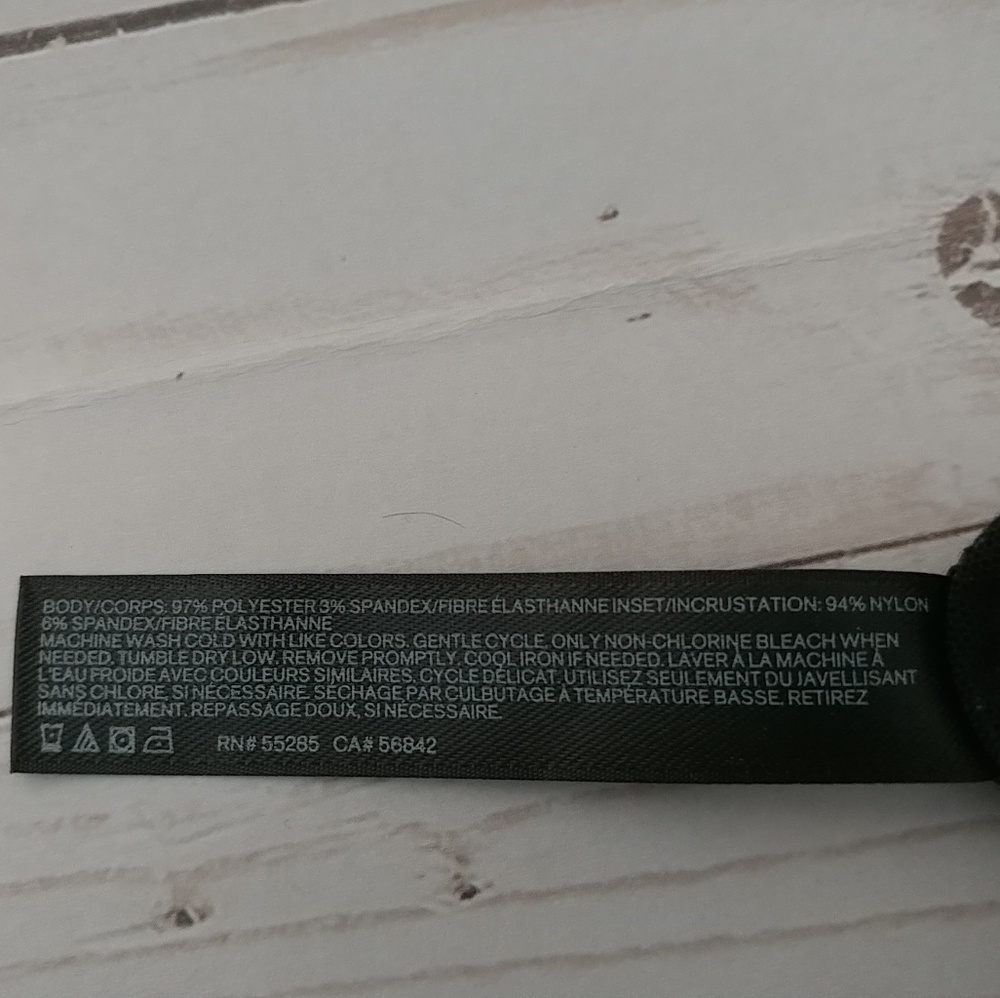 BODY/CORPS: 97% POLYESTER 3% SPANDEX/FIBRE ÉLASTHANNE INSET/INCRUSTATION: 94% NYLON
6% SPANDEX/FIBRE ÉLASTHANNE
MACHINE WASH COLD WITH LIKE COLORS. GENTLE CYCLE. ONLY NON-CHLORINE BLEACH WHEN
NEEDED. TUMBLE DRY LOW. REMOVE PROMPTLY. COOL IRON IF NEEDED. LAVER À LA MACHINE À
L'EAU FROIDE AVEC COULEURS SIMILAIRES. CYCLE DÉLICAT. UTILISEZ SEULEMENT DU JAVELLISANT
SANS CHLORE, SI NÉCESSAIRE. SÉCHAGE PAR CULBUTAGE À TEMPÉRATURE BASSE. RETIREZ
IMMÉDIATEMENT. REPASSAGE DOUX, SI NÉCESSAIRE.
RN# 55285 CA# 56842